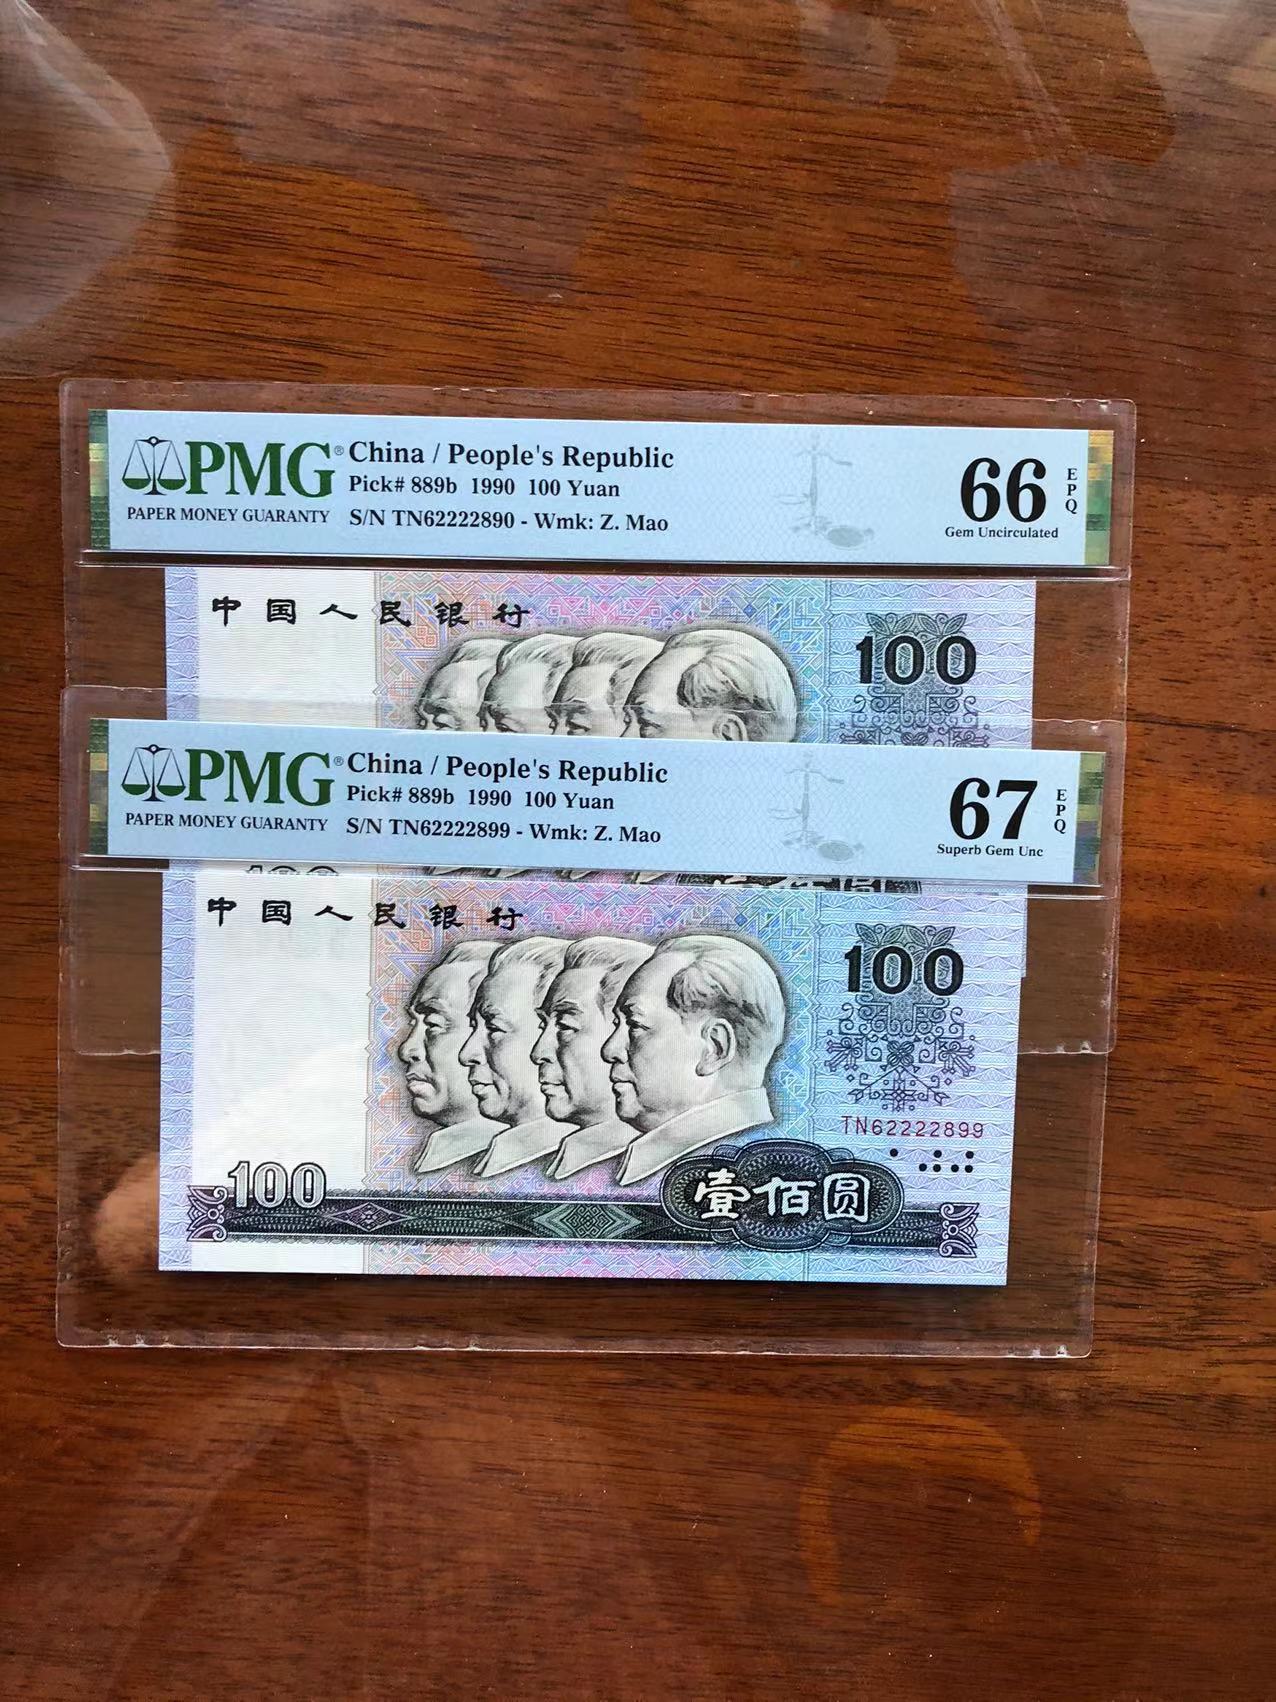 PMG®
PAPER MONEY GUARANTY
China / People's Republic
Pick# 889b 1990 100 Yuan
S/N TN62222890 - Wmk: Z. Mao
66
EPQ
Gem Uncirculated
中国人民银行
100
PMG®
PAPER MONEY GUARANTY
China / People's Republic
Pick# 889b 1990 100 Yuan
S/N TN62222899 - Wmk: Z. Mao
67
EPQ
Superb Gem Unc
中国人民银行
100
TN62222899
100
壹佰圆